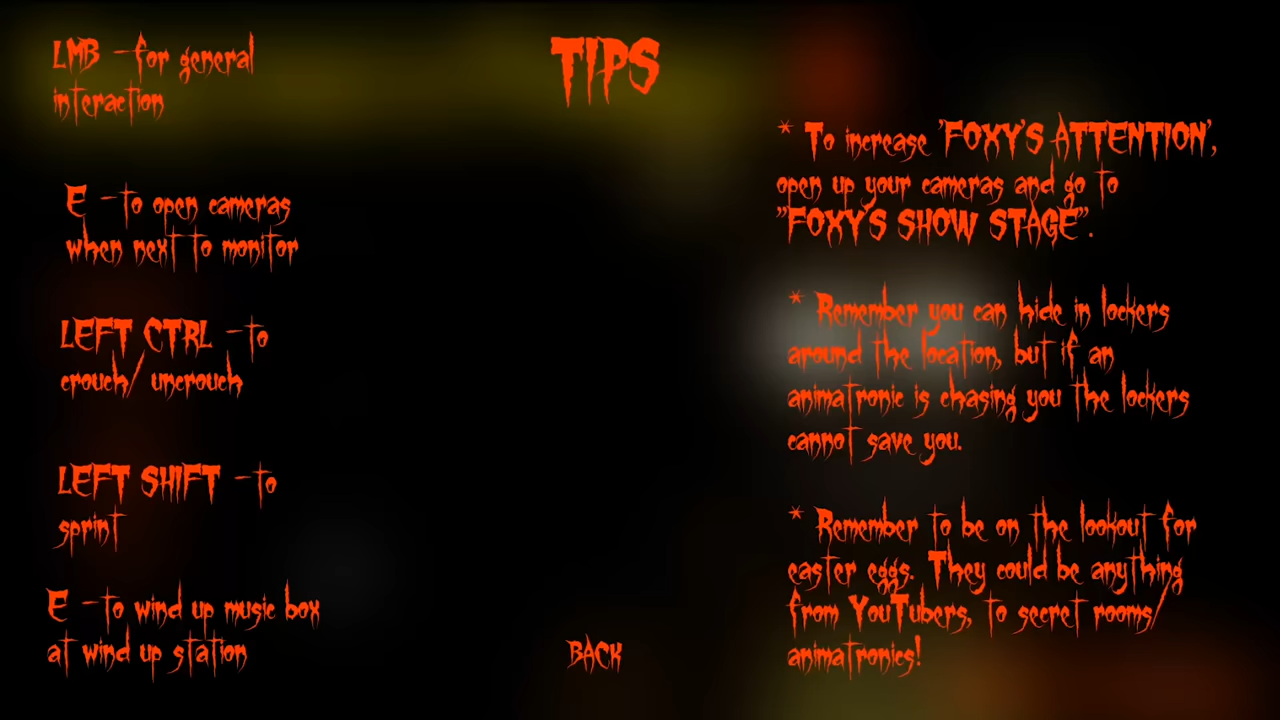 TIPS
LMB -for general
interaction
E -to open cameras
when next to monitor
LEFT CTRL -to
crouch/ uncrouch
LEFT SHIFT -to
sprint
E -to wind up music box
at wind up station
* To increase 'FOXY'S ATTENTION',
open up your cameras and go to
"FOXY'S SHOW STAGE".
* Remember you can hide in lockers
around the location, but if an
animatronic is chasing you the lockers
cannot save you.
* Remember to be on the lookout for
easter eggs. They could be anything
from YouTubers, to secret rooms/
animatronics!
BACK